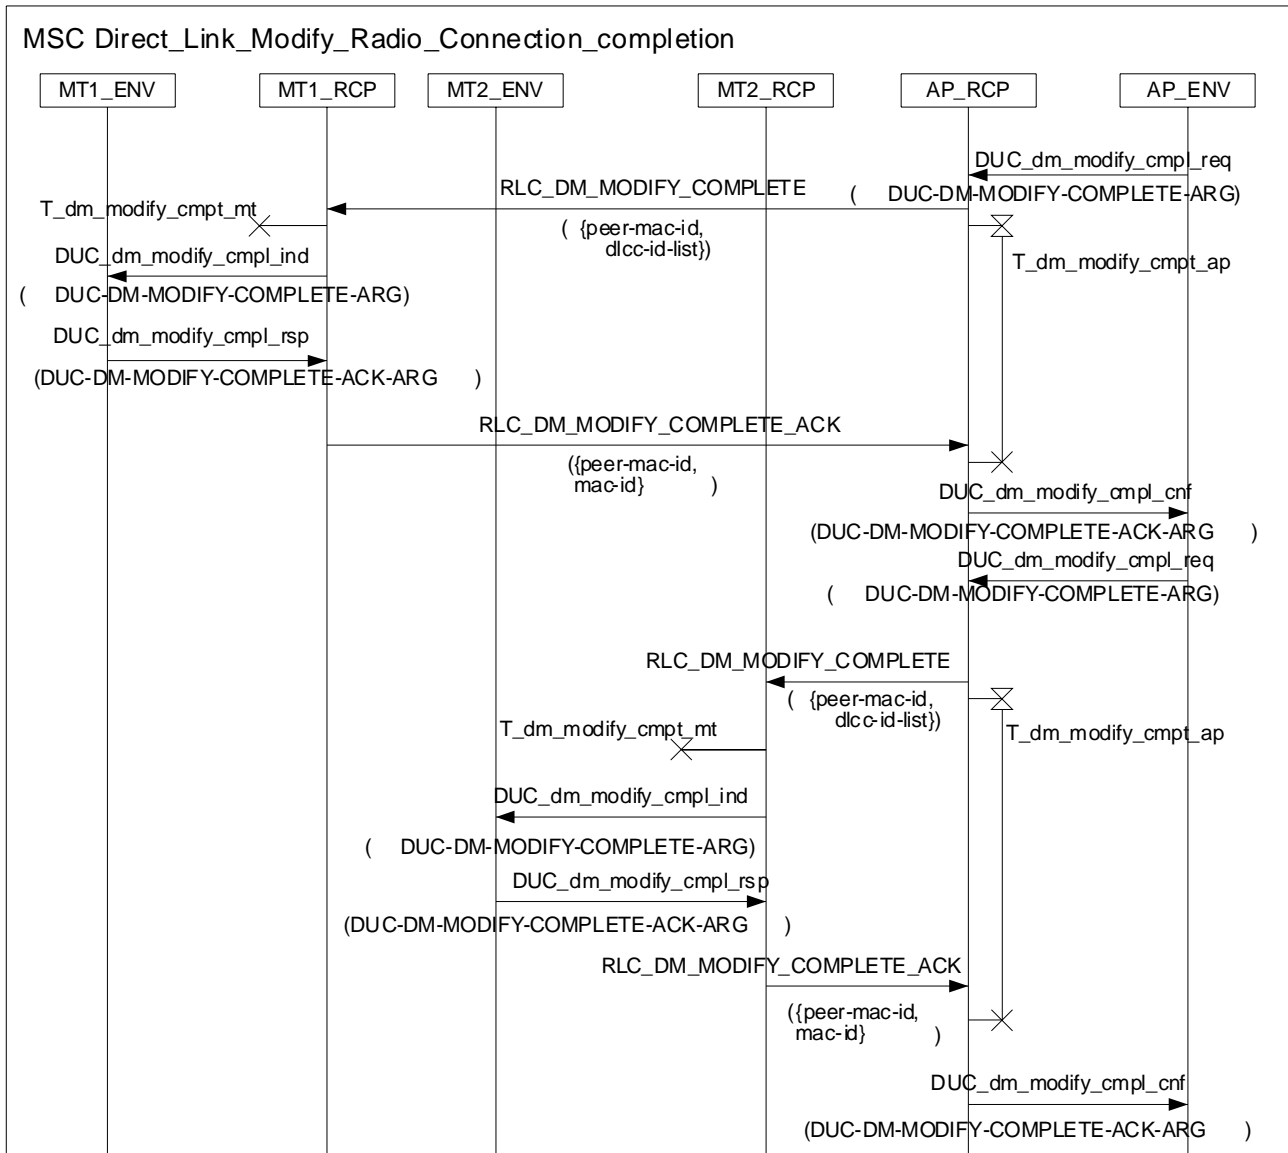 MSC Direct_Link_Modify_Radio_Connection_completion
MT1_ENV
MT1_RCP
MT2_ENV
MT2_RCP
AP_RCP
AP_ENV
DUC_dm_modify_cmpl_req
( DUC-DM-MODIFY-COMPLETE-ARG)
RLC_DM_MODIFY_COMPLETE
( {peer-mac-id,
dlcc-id-list})
T_dm_modify_cmpt_mt
T_dm_modify_cmpt_ap
DUC_dm_modify_cmpl_ind
( DUC-DM-MODIFY-COMPLETE-ARG)
DUC_dm_modify_cmpl_rsp
(DUC-DM-MODIFY-COMPLETE-ACK-ARG )
RLC_DM_MODIFY_COMPLETE_ACK
({peer-mac-id,
mac-id} )
DUC_dm_modify_cmpl_cnf
(DUC-DM-MODIFY-COMPLETE-ACK-ARG )
DUC_dm_modify_cmpl_req
( DUC-DM-MODIFY-COMPLETE-ARG)
RLC_DM_MODIFY_COMPLETE
( {peer-mac-id,
dlcc-id-list})
T_dm_modify_cmpt_mt
T_dm_modify_cmpt_ap
DUC_dm_modify_cmpl_ind
( DUC-DM-MODIFY-COMPLETE-ARG)
DUC_dm_modify_cmpl_rsp
(DUC-DM-MODIFY-COMPLETE-ACK-ARG )
RLC_DM_MODIFY_COMPLETE_ACK
({peer-mac-id,
mac-id} )
DUC_dm_modify_cmpl_cnf
(DUC-DM-MODIFY-COMPLETE-ACK-ARG )